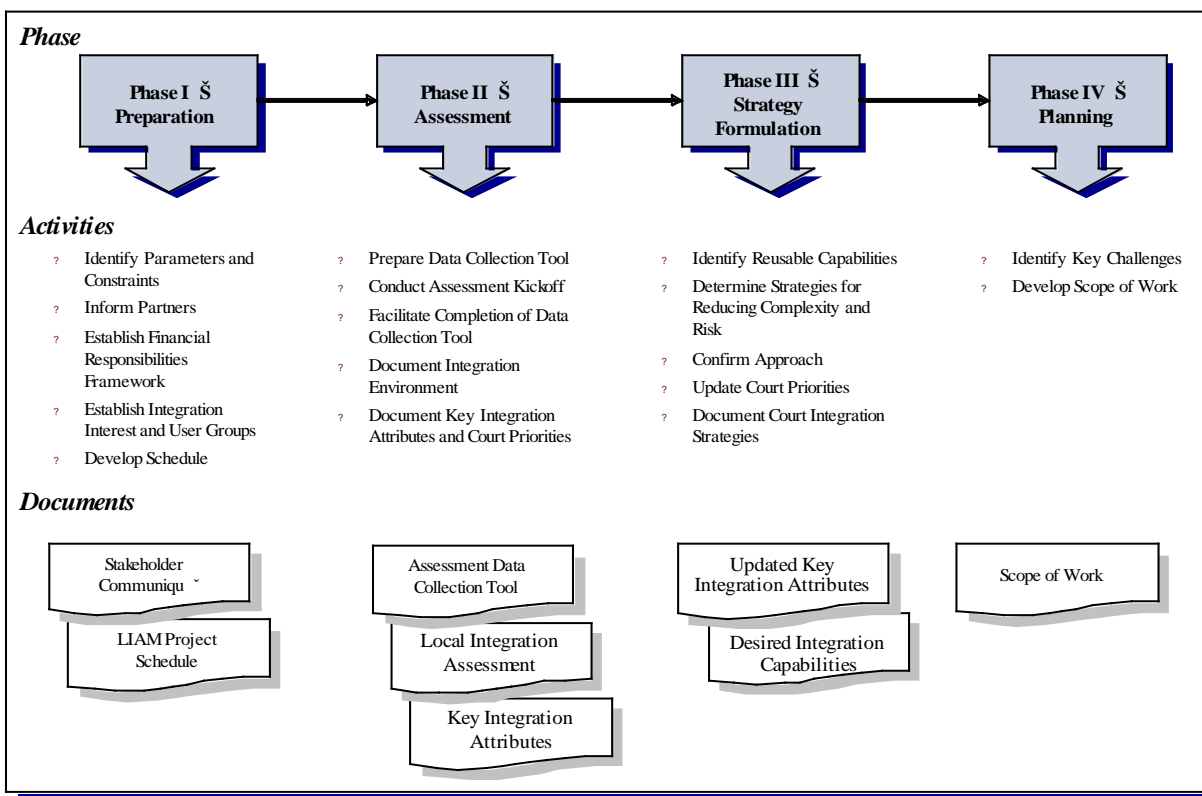 Phase
Phase I Š
Preparation
Phase II Š
Assessment
Phase III Š
Strategy
Formulation
Phase IV Š
Planning
Activities
? Identify Parameters and
Constraints
? Inform Partners
? Establish Financial
Responsibilities
Framework
? Establish Integration
Interest and User Groups
? Develop Schedule
? Prepare Data Collection Tool
? Conduct Assessment Kickoff
? Facilitate Completion of Data
Collection Tool
? Document Integration
Environment
? Document Key Integration
Attributes and Court Priorities
? Identify Reusable Capabilities
? Determine Strategies for
Reducing Complexity and
Risk
? Confirm Approach
? Update Court Priorities
? Document Court Integration
Strategies
? Identify Key Challenges
? Develop Scope of Work
Documents
Stakeholder
Communiqu ˇ
LIAM Project
Schedule
Assessment Data
Collection Tool
Local Integration
Assessment
Key Integration
Attributes
Updated Key
Integration Attributes
Desired Integration
Capabilities
Scope of Work